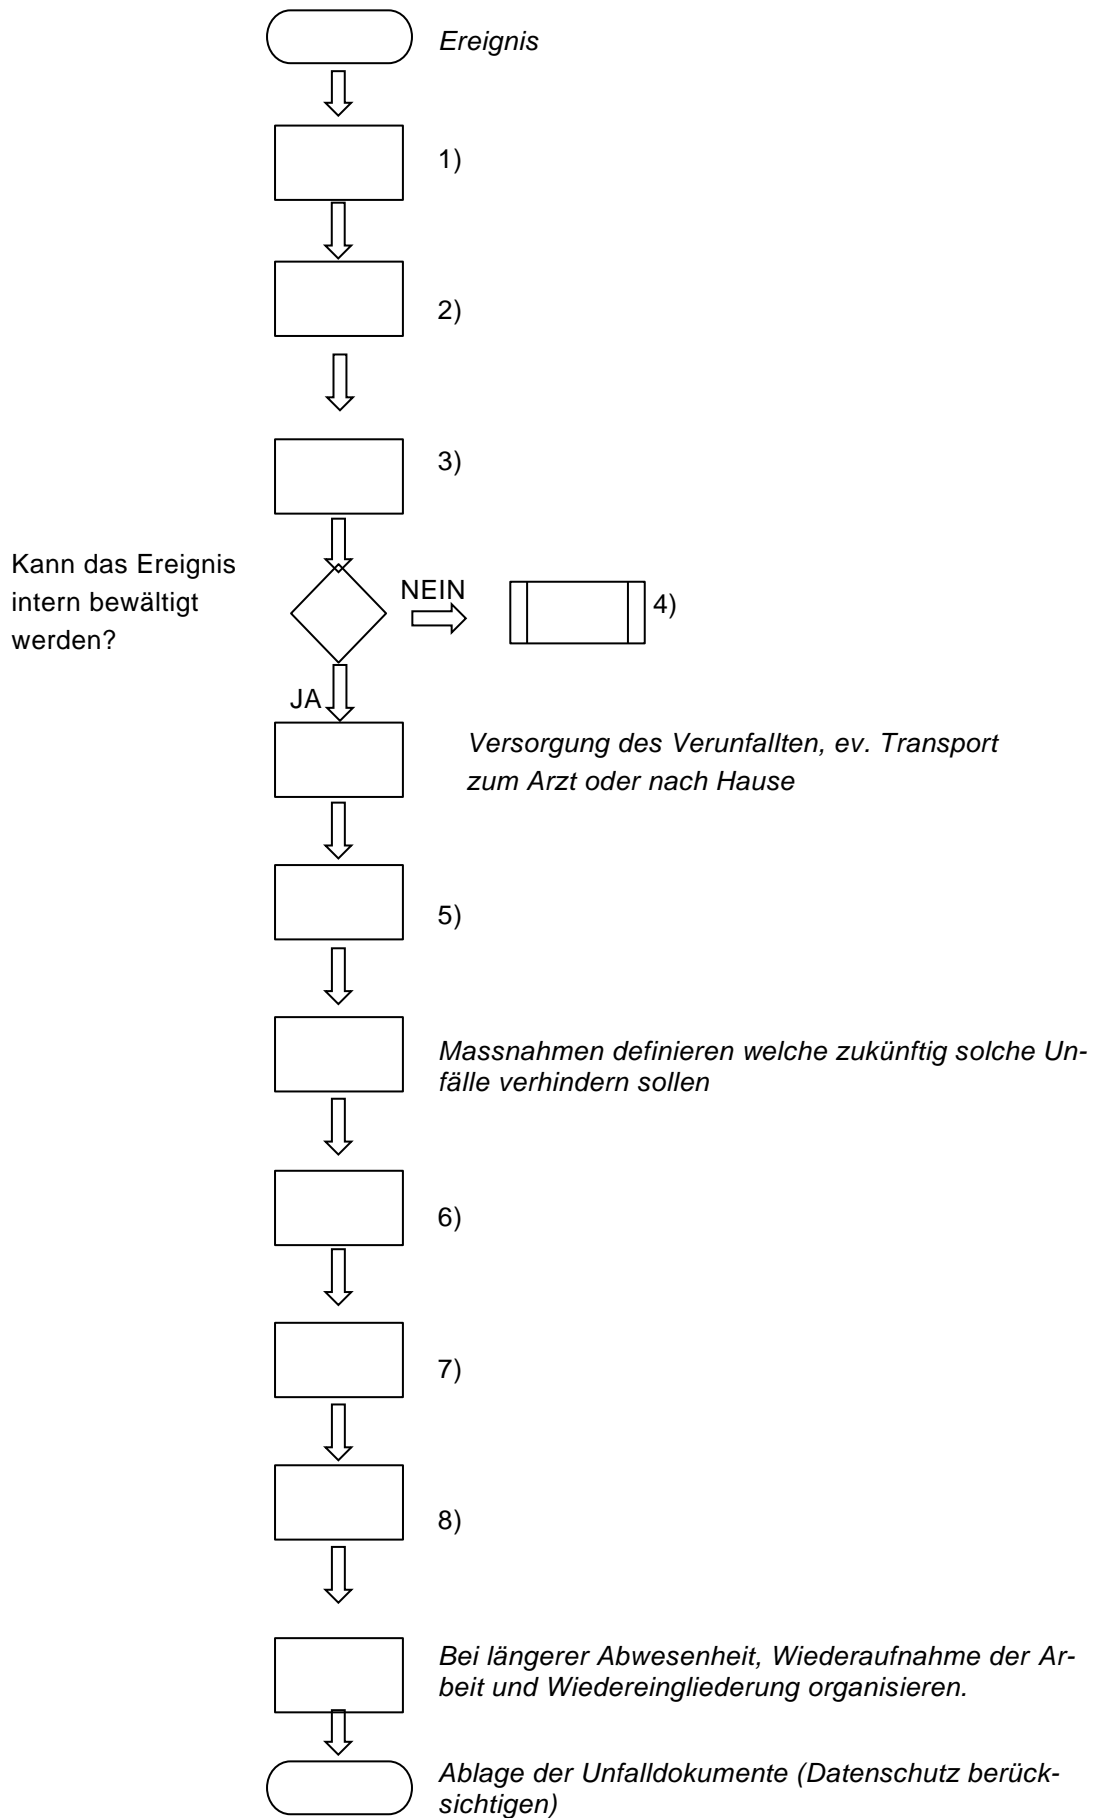 Ereignis
1)
2)
3)
Kann das Ereignis
intern bewältigt
werden?
NEIN
4)
JA
Versorgung des Verunfallten, ev. Transport
zum Arzt oder nach Hause
5)
Massnahmen definieren welche zukünftig solche Un-
fälle verhindern sollen
6)
7)
8)
Bei längerer Abwesenheit, Wiederaufnahme der Ar-
beit und Wiedereingliederung organisieren.
Ablage der Unfalldokumente (Datenschutz berück-
sichtigen)